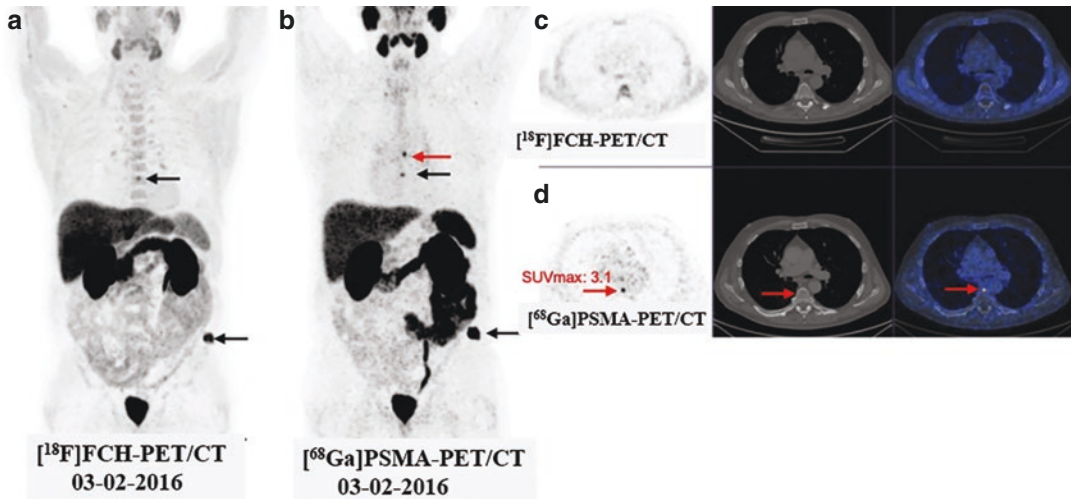 a
b
c
d
[¹⁸F]FCH-PET/CT
SUVmax: 3.1
[⁶⁸Ga]PSMA-PET/CT
[¹⁸F]FCH-PET/CT
03-02-2016
[⁶⁸Ga]PSMA-PET/CT
03-02-2016